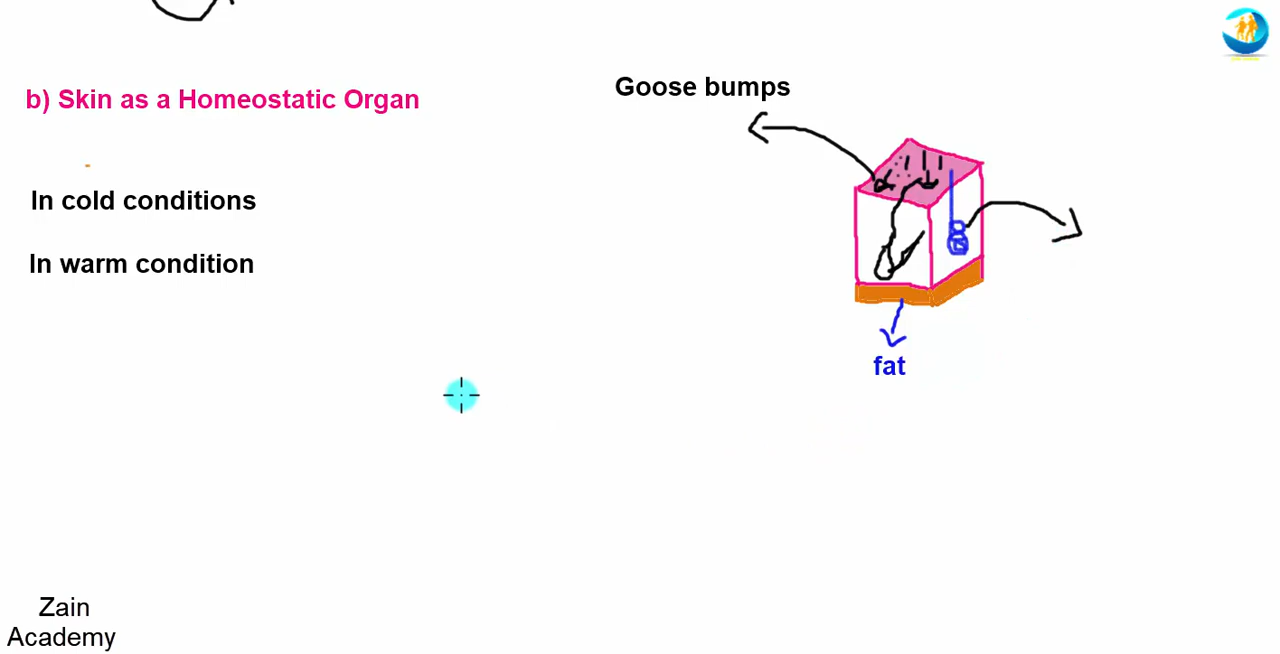 b) Skin as a Homeostatic Organ
Goose bumps
In cold conditions
In warm condition
fat
Zain
Academy